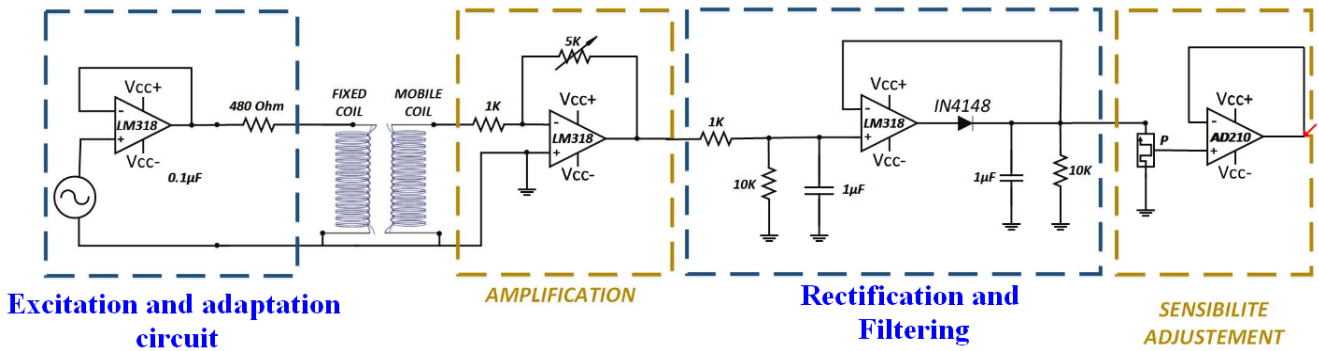 Vcc+
LM318
Vcc-
0.1µF
480 Ohm
FIXED
COIL
MOBILE
COIL
1K
5K
Vcc+
LM318
Vcc-
1K
10K
1µF
Vcc+
LM318
Vcc-
IN4148
1µF
10K
P
Vcc+
AD210
Vcc-
Excitation and adaptation
circuit
AMPLIFICATION
Rectification and
Filtering
SENSIBILITE
ADJUSTEMENT